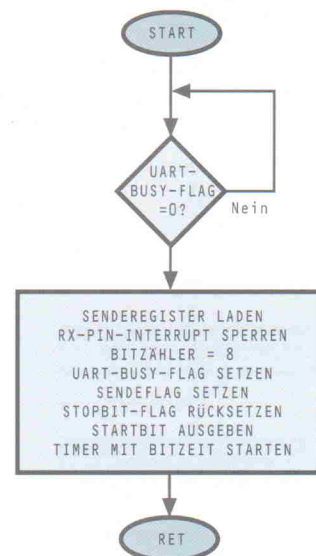 START
UART-
BUSY-FLAG
=0?
Nein
SENDEREGISTER LADEN
RX-PIN-INTERRUPT SPERREN
BITZÄHLER = 8
UART-BUSY-FLAG SETZEN
SENDEFLAG SETZEN
STOPBIT-FLAG RÜCKSETZEN
STARTBIT AUSGEBEN
TIMER MIT BITZEIT STARTEN
RET